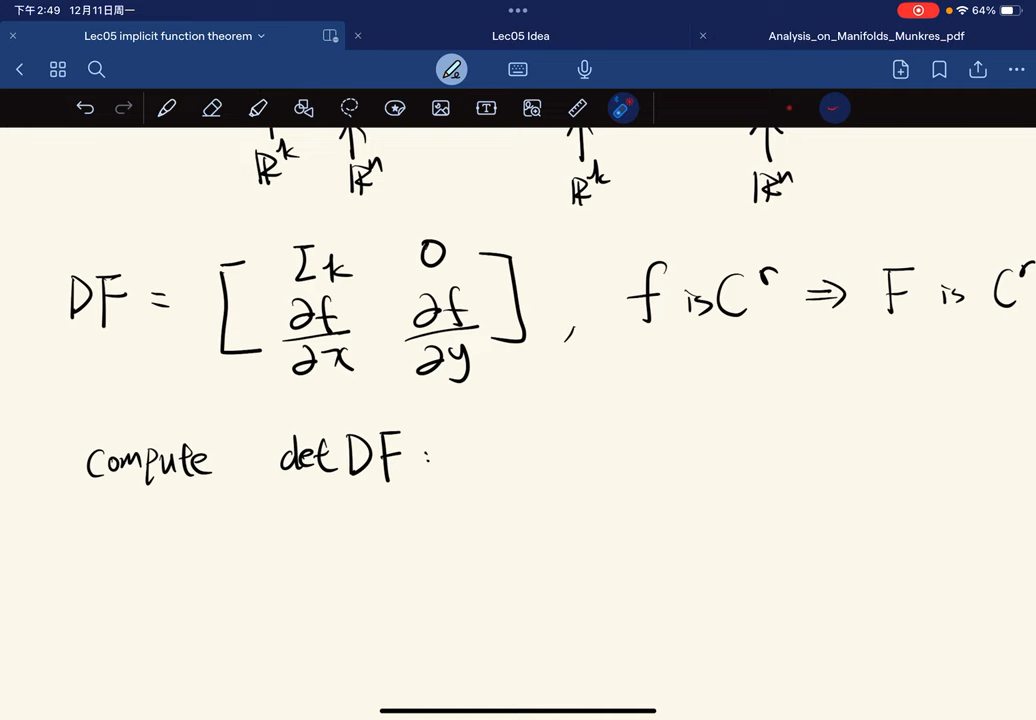 下午2:49 12月11日周一
64%
Lec05 implicit function theorem
Lec05 Idea
Analysis_on_Manifolds_Munkres_pdf
ℝ^k ℝ^n ℝ^k ℝ^n
DF = [ I_k 0 ; ∂f/∂x ∂f/∂y ] , f is C^r ⇒ F is C^r
compute det DF :